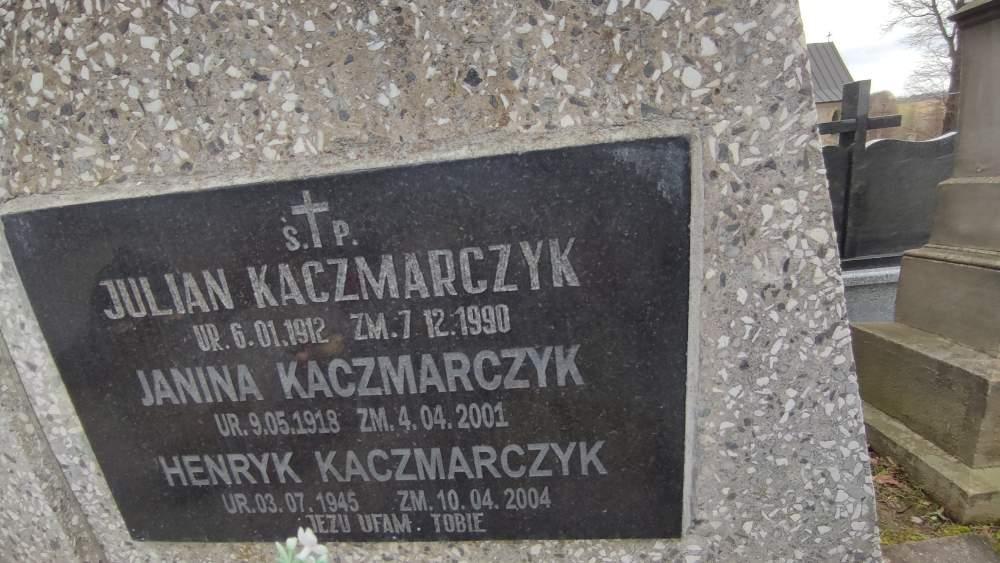 Ś. P.
JULIAN KACZMARCZYK
UR. 6.01.1912 ZM. 7 12.1990
JANINA KACZMARCZYK
UR. 9.05.1918 ZM. 4. 04. 2001
HENRYK KACZMARCZYK
UR. 03. 07. 1945 ZM. 10. 04. 2004
JEZU UFAM TOBIE